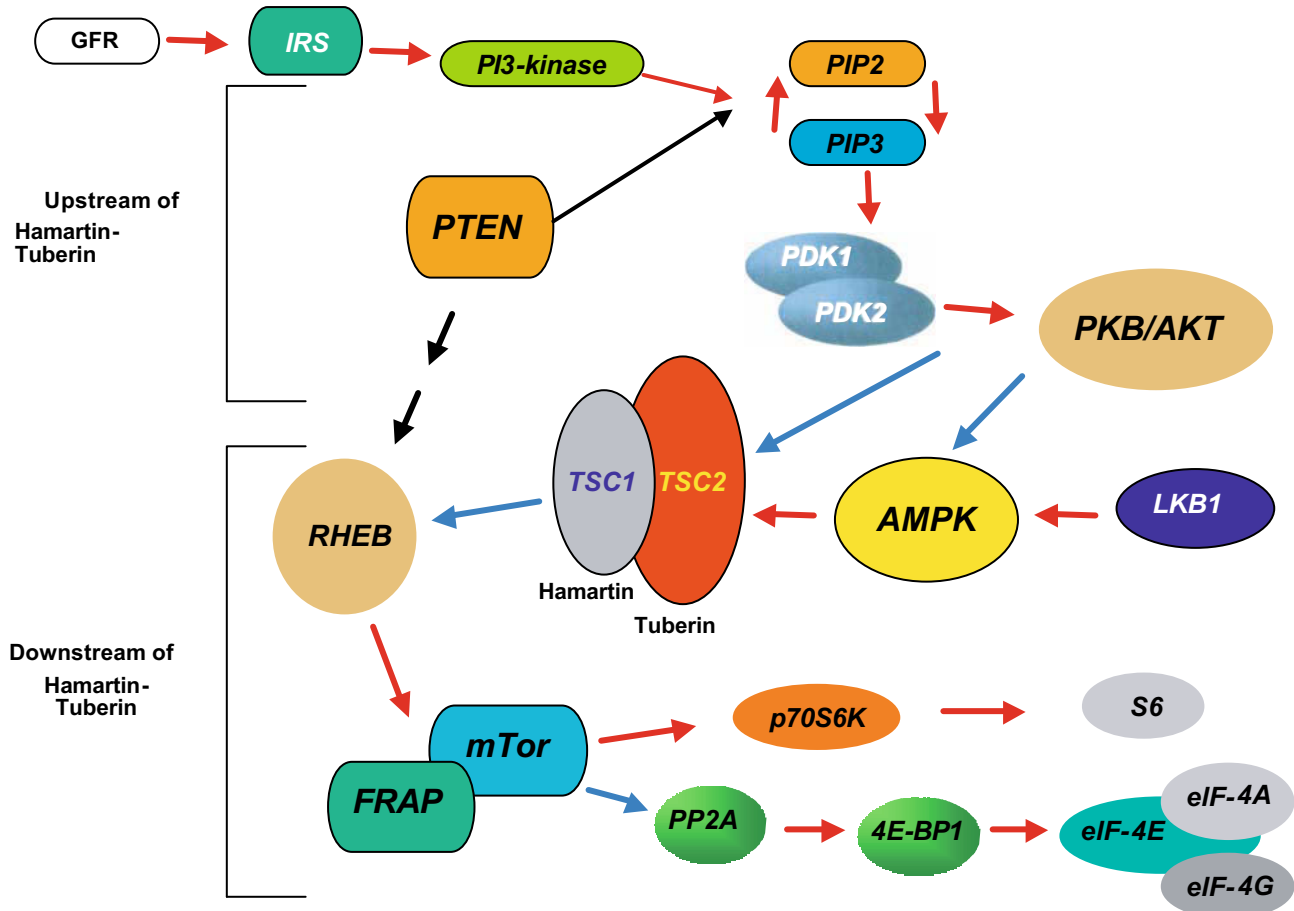 GFR
IRS
PI3-kinase
PIP2
PIP3
Upstream of
Hamartin-
Tuberin
PTEN
PDK1
PDK2
PKB/AKT
TSC1
TSC2
AMPK
LKB1
RHEB
Hamartin
Tuberin
Downstream of
Hamartin-
Tuberin
mTor
FRAP
p70S6K
S6
PP2A
4E-BP1
eIF-4E
eIF-4A
eIF-4G